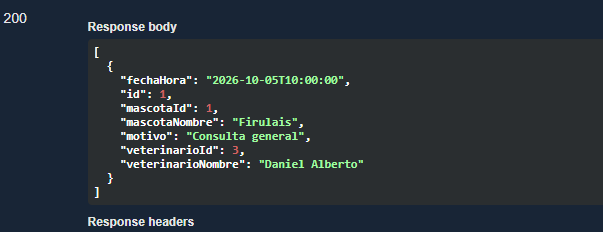 200
Response body
[
  {
    "fechaHora": "2026-10-05T10:00:00",
    "id": 1,
    "mascotaId": 1,
    "mascotaNombre": "Firulais",
    "motivo": "Consulta general",
    "veterinarioId": 3,
    "veterinarioNombre": "Daniel Alberto"
  }
]
Response headers